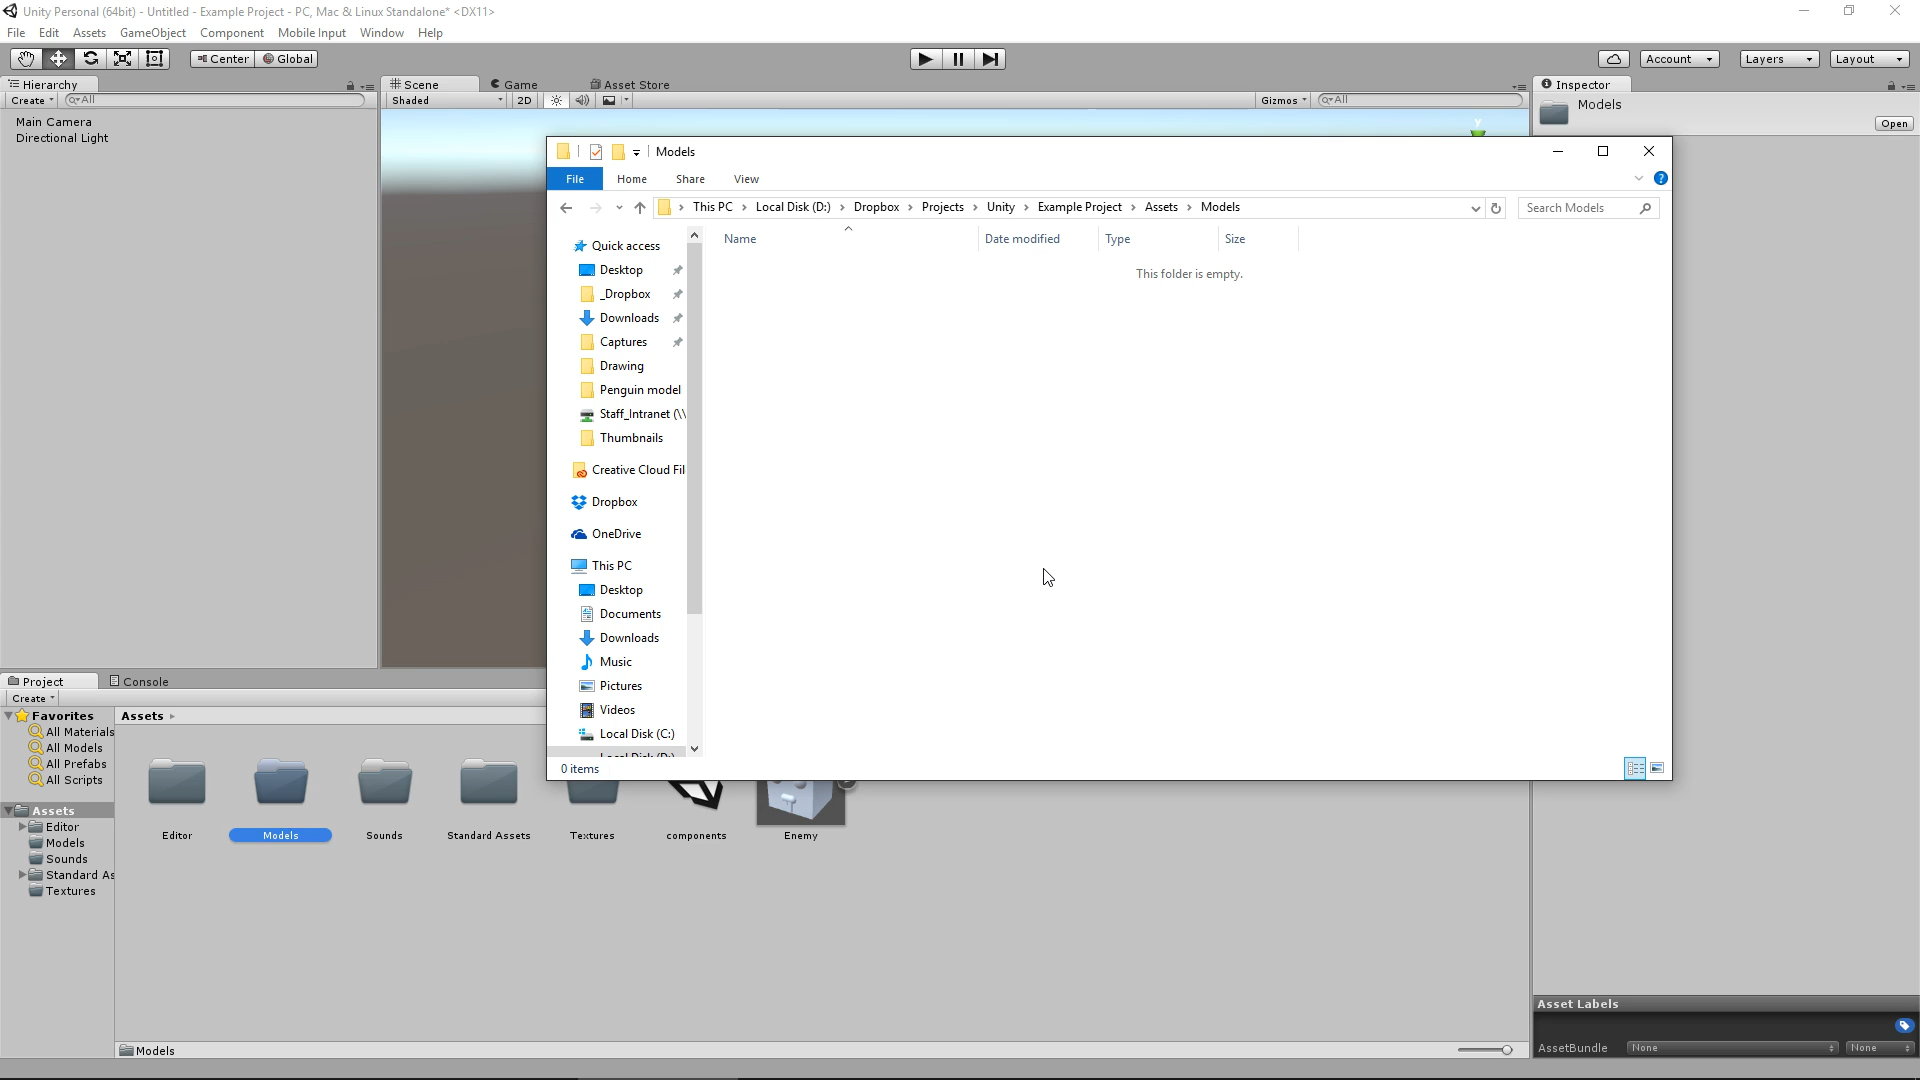 Unity Personal (64bit) - Untitled - Example Project - PC, Mac & Linux Standalone* <DX11>
File Edit Assets GameObject Component Mobile Input Window Help
Center Global
Account Layers Layout
Hierarchy
Create All
Main Camera
Directional Light
Scene Game Asset Store
Shaded 2D Gizmos All
y
Inspector
Models
Open
Models
File Home Share View
This PC Local Disk (D:) Dropbox Projects Unity Example Project Assets Models
Search Models
Name Date modified Type Size
This folder is empty.
Quick access
Desktop
_Dropbox
Downloads
Captures
Drawing
Penguin model
Staff_Intranet (\\
Thumbnails
Creative Cloud Fil
Dropbox
OneDrive
This PC
Desktop
Documents
Downloads
Music
Pictures
Videos
Local Disk (C:)
Local Disk (D:)
0 items
Project Console
Create
Favorites
All Materials
All Models
All Prefabs
All Scripts
Assets
Editor
Models
Sounds
Standard As
Textures
Assets
Editor Models Sounds Standard Assets Textures components Enemy
Models
Asset Labels
AssetBundle None None